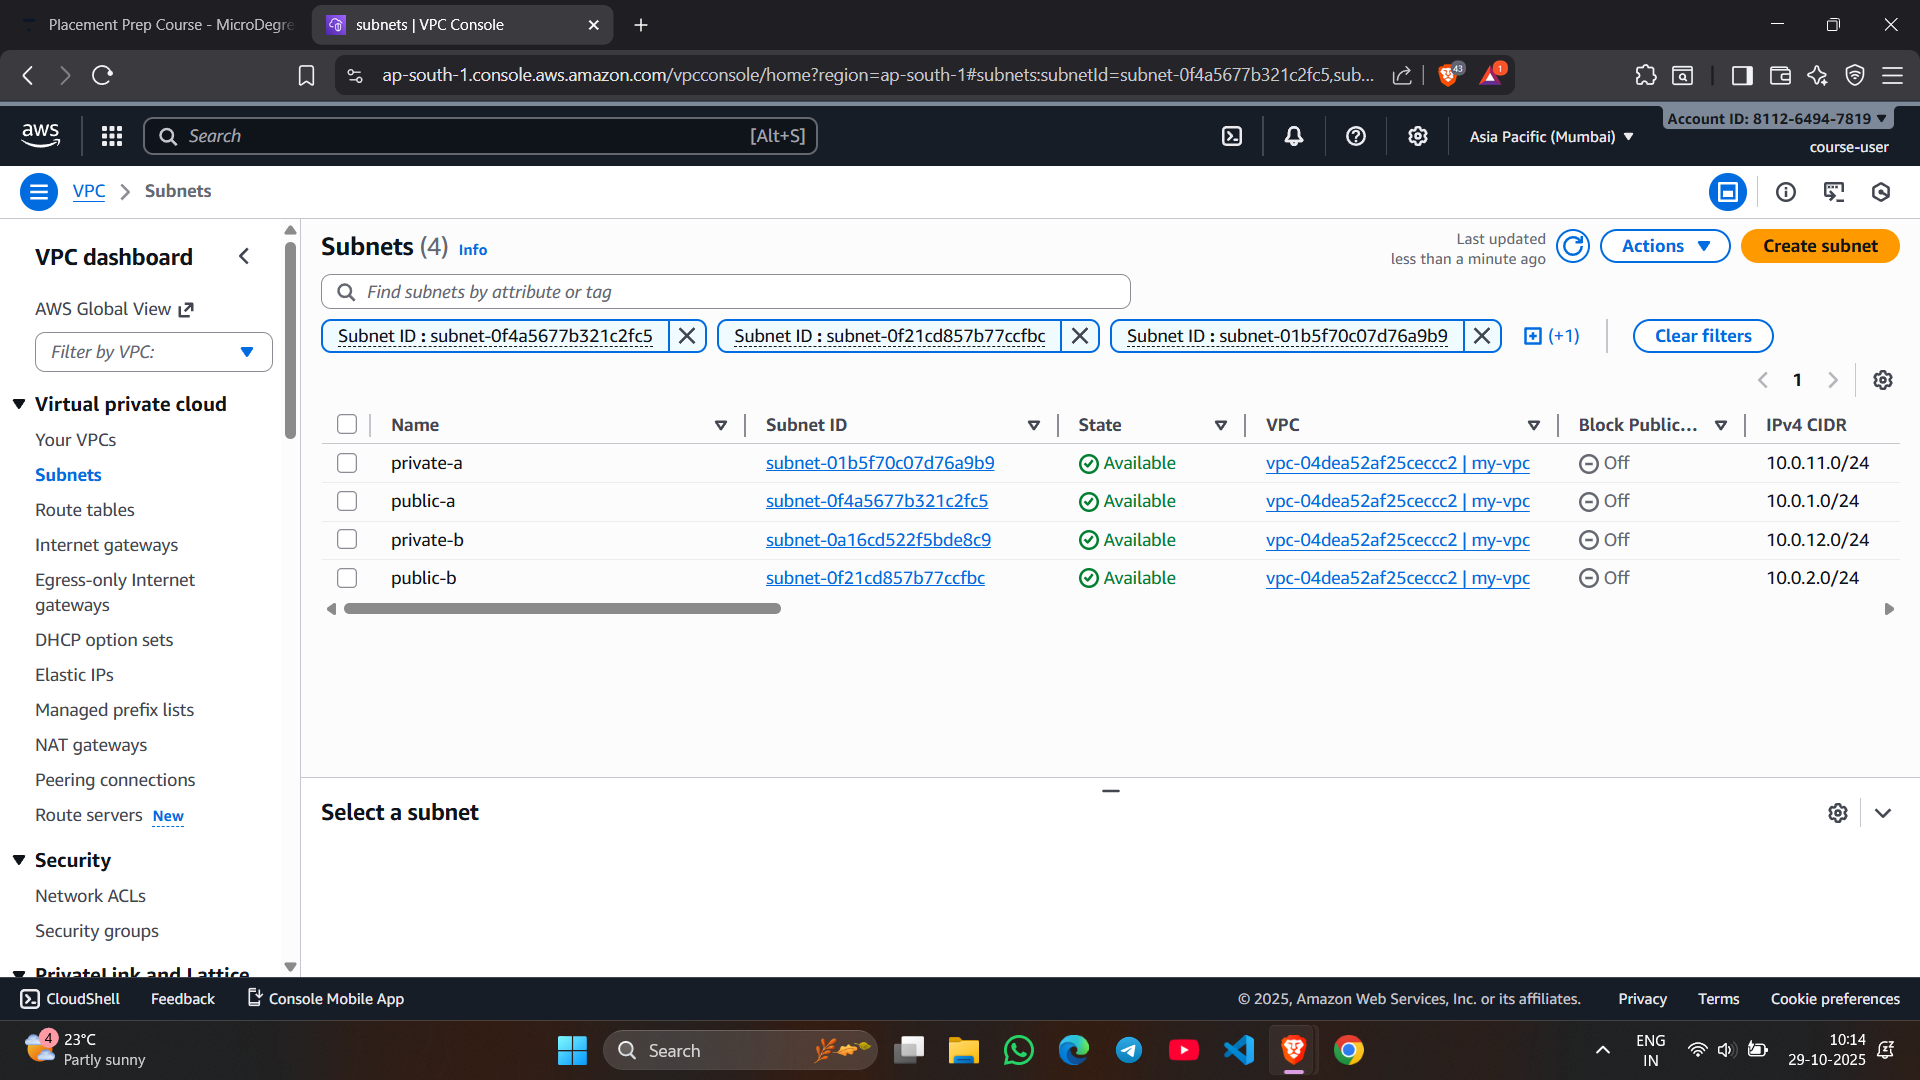 Placement Prep Course - MicroDegre
subnets | VPC Console
ap-south-1.console.aws.amazon.com/vpcconsole/home?region=ap-south-1#subnets:subnetId=subnet-0f4a5677b321c2fc5,sub...
43
1
aws
Search
[Alt+S]
Asia Pacific (Mumbai)
Account ID: 8112-6494-7819
course-user
VPC
Subnets
VPC dashboard
AWS Global View
Filter by VPC:
Virtual private cloud
Your VPCs
Subnets
Route tables
Internet gateways
Egress-only Internet
gateways
DHCP option sets
Elastic IPs
Managed prefix lists
NAT gateways
Peering connections
Route servers New
Security
Network ACLs
Security groups
PrivateLink and Lattice
Subnets (4) Info
Last updated
less than a minute ago
Actions
Create subnet
Find subnets by attribute or tag
Subnet ID : subnet-0f4a5677b321c2fc5
Subnet ID : subnet-0f21cd857b77ccfbc
Subnet ID : subnet-01b5f70c07d76a9b9
(+1)
Clear filters
1
Name Subnet ID State VPC Block Public... IPv4 CIDR
private-a subnet-01b5f70c07d76a9b9 Available vpc-04dea52af25ceccc2 | my-vpc Off 10.0.11.0/24
public-a subnet-0f4a5677b321c2fc5 Available vpc-04dea52af25ceccc2 | my-vpc Off 10.0.1.0/24
private-b subnet-0a16cd522f5bde8c9 Available vpc-04dea52af25ceccc2 | my-vpc Off 10.0.12.0/24
public-b subnet-0f21cd857b77ccfbc Available vpc-04dea52af25ceccc2 | my-vpc Off 10.0.2.0/24
Select a subnet
CloudShell
Feedback
Console Mobile App
© 2025, Amazon Web Services, Inc. or its affiliates.
Privacy
Terms
Cookie preferences
4
23°C
Partly sunny
Search
ENG
IN
10:14
29-10-2025